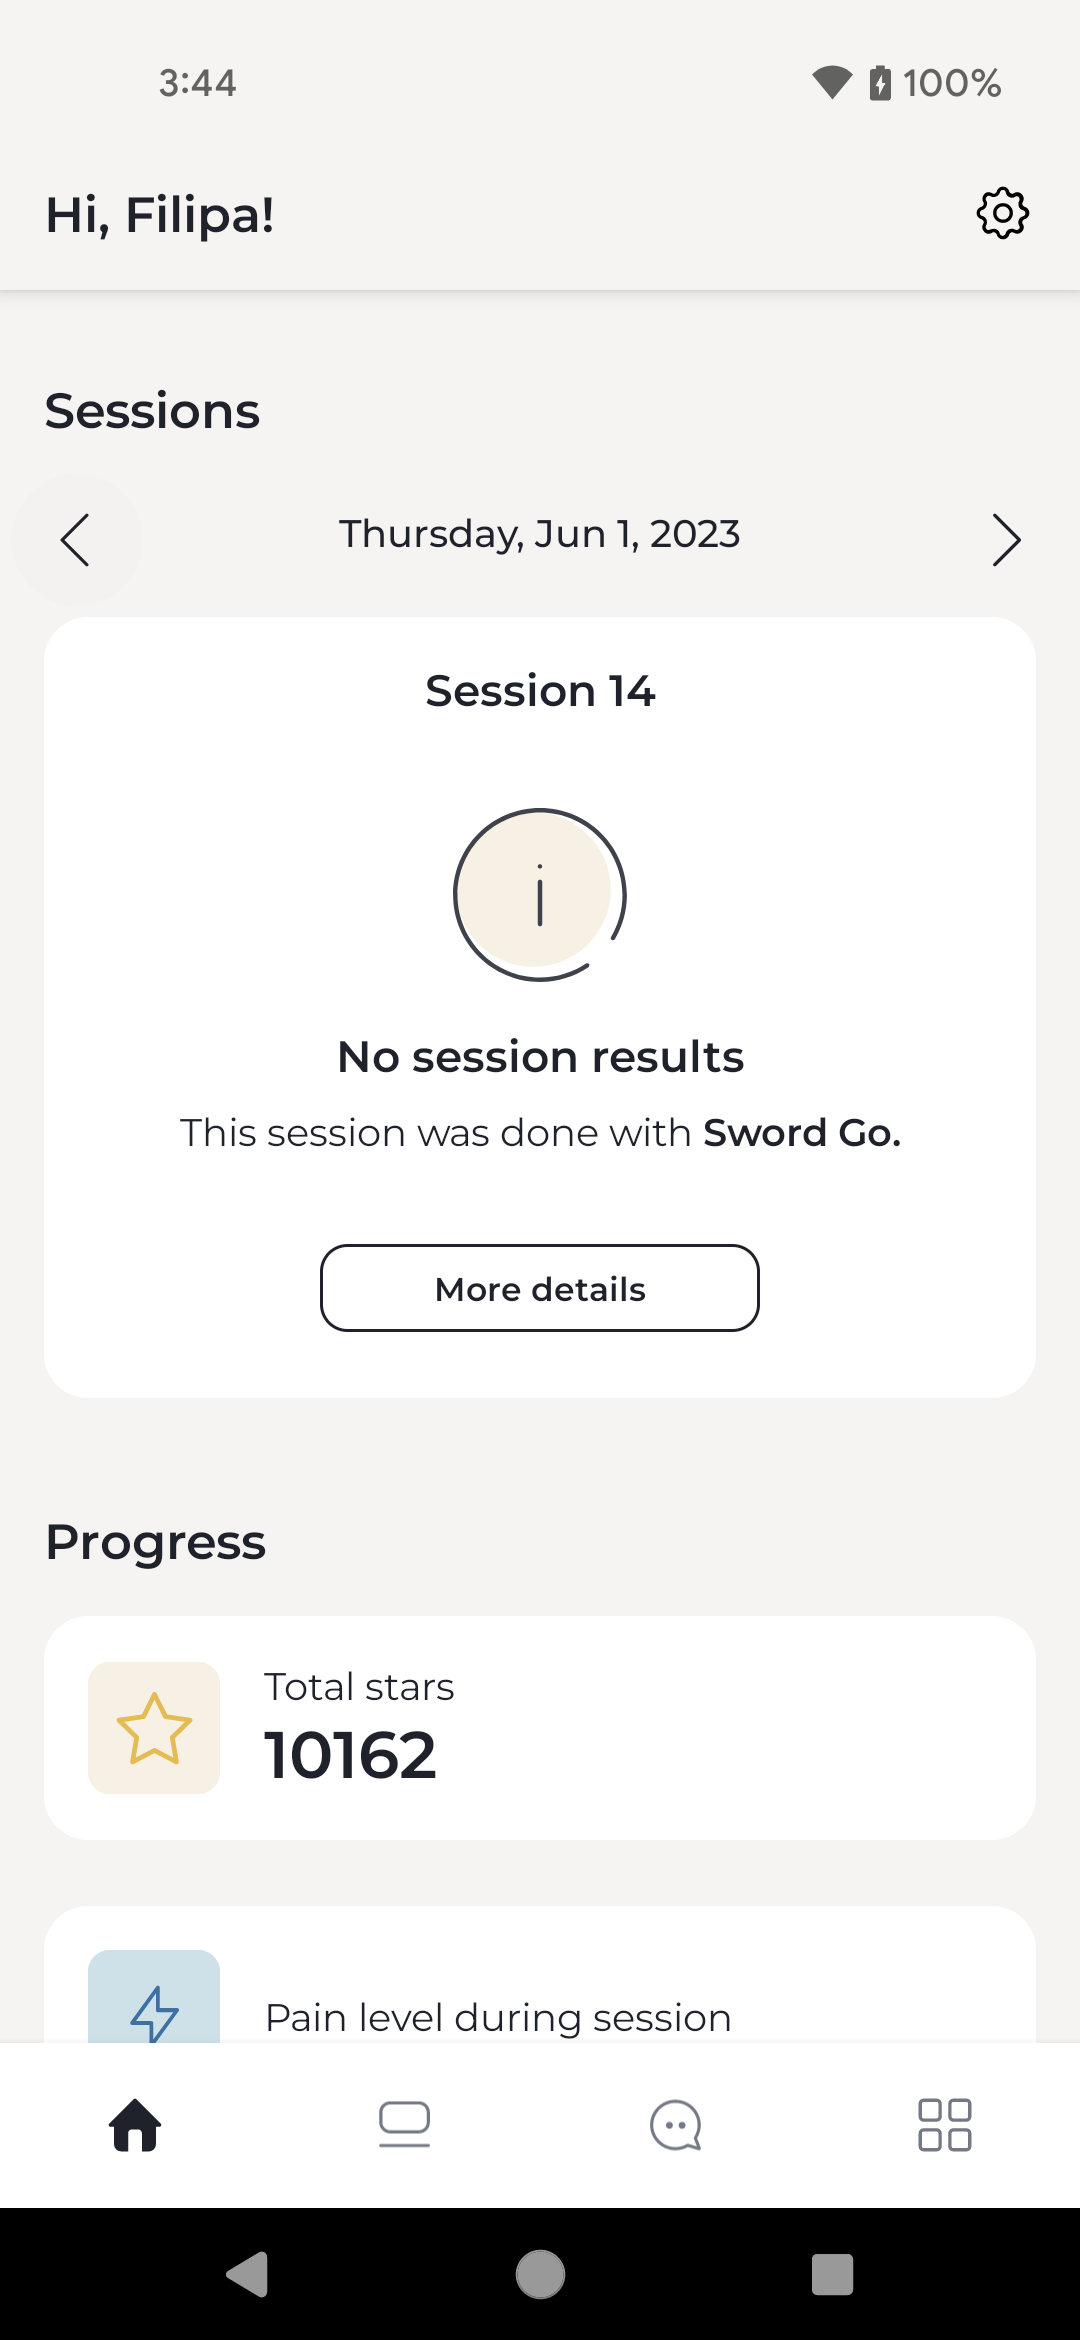 3:44
100%
Hi, Filipa!
Sessions
Thursday, Jun 1, 2023
Session 14
No session results
This session was done with Sword Go.
More details
Progress
Total stars
10162
Pain level during session